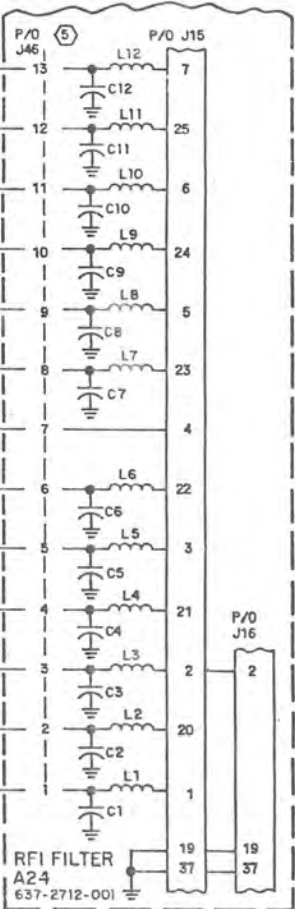 P/O 5 P/O J15
J46
L12
13 7
C12
L11
12 25
C11
L10
11 6
C10
L9
10 24
C9
L8
9 5
C8
L7
8 23
C7
7 4
L6
6 22
C6
L5
5 3
C5
L4
4 21
C4
P/O
J16
L3
3 2 2
C3
L2
2 20
C2
L1
1 1
C1
19 19
RFI FILTER 37 37
A24
637-2712-001